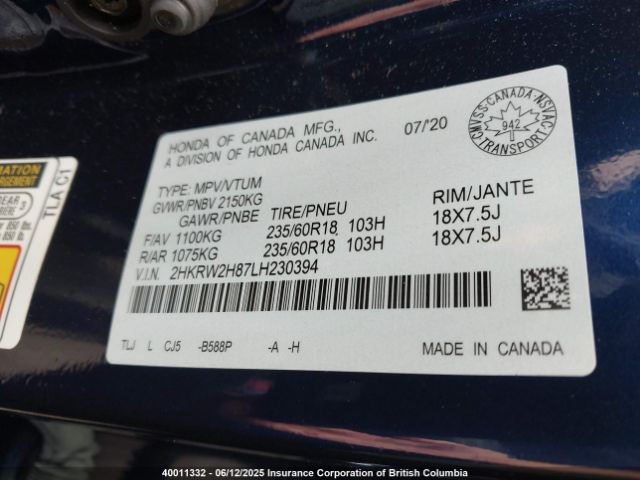 HONDA OF CANADA MFG.,
A DIVISION OF HONDA CANADA INC.
07/'20
CMVSS·CANADA·NSVAC
942
TRANSPORT
TYPE: MPV/VTUM
GVWR/PNBV 2150KG
GAWR/PNBE TIRE/PNEU RIM/JANTE
F/AV 1100KG 235/60R18 103H 18X7.5J
R/AR 1075KG 235/60R18 103H 18X7.5J
V.I.N. 2HKRW2H87LH230394
TLJ L CJ5 -B588P -A -H
MADE IN CANADA
TLA C1
40011332 - 06/12/2025 Insurance Corporation of British Columbia